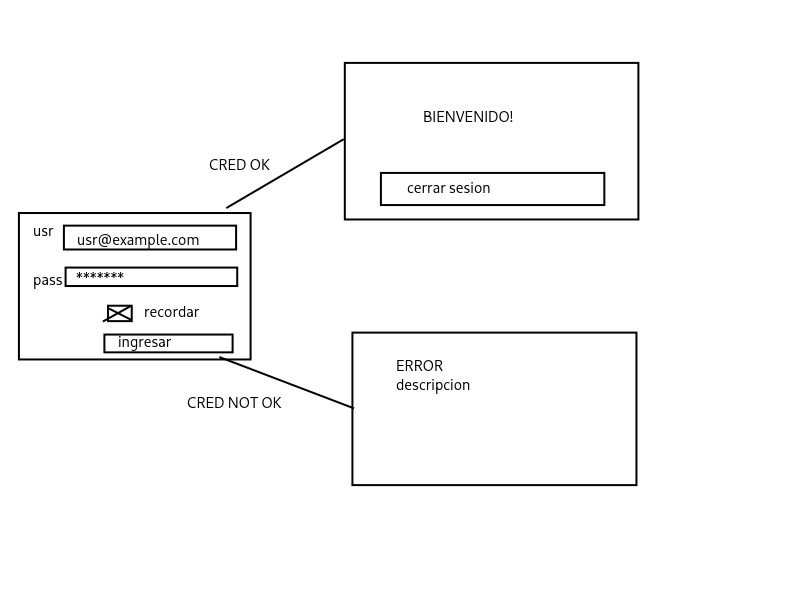 BIENVENIDO!
cerrar sesion
CRED OK
usr
usr@example.com
pass
*******
recordar
ingresar
CRED NOT OK
ERROR
descripcion